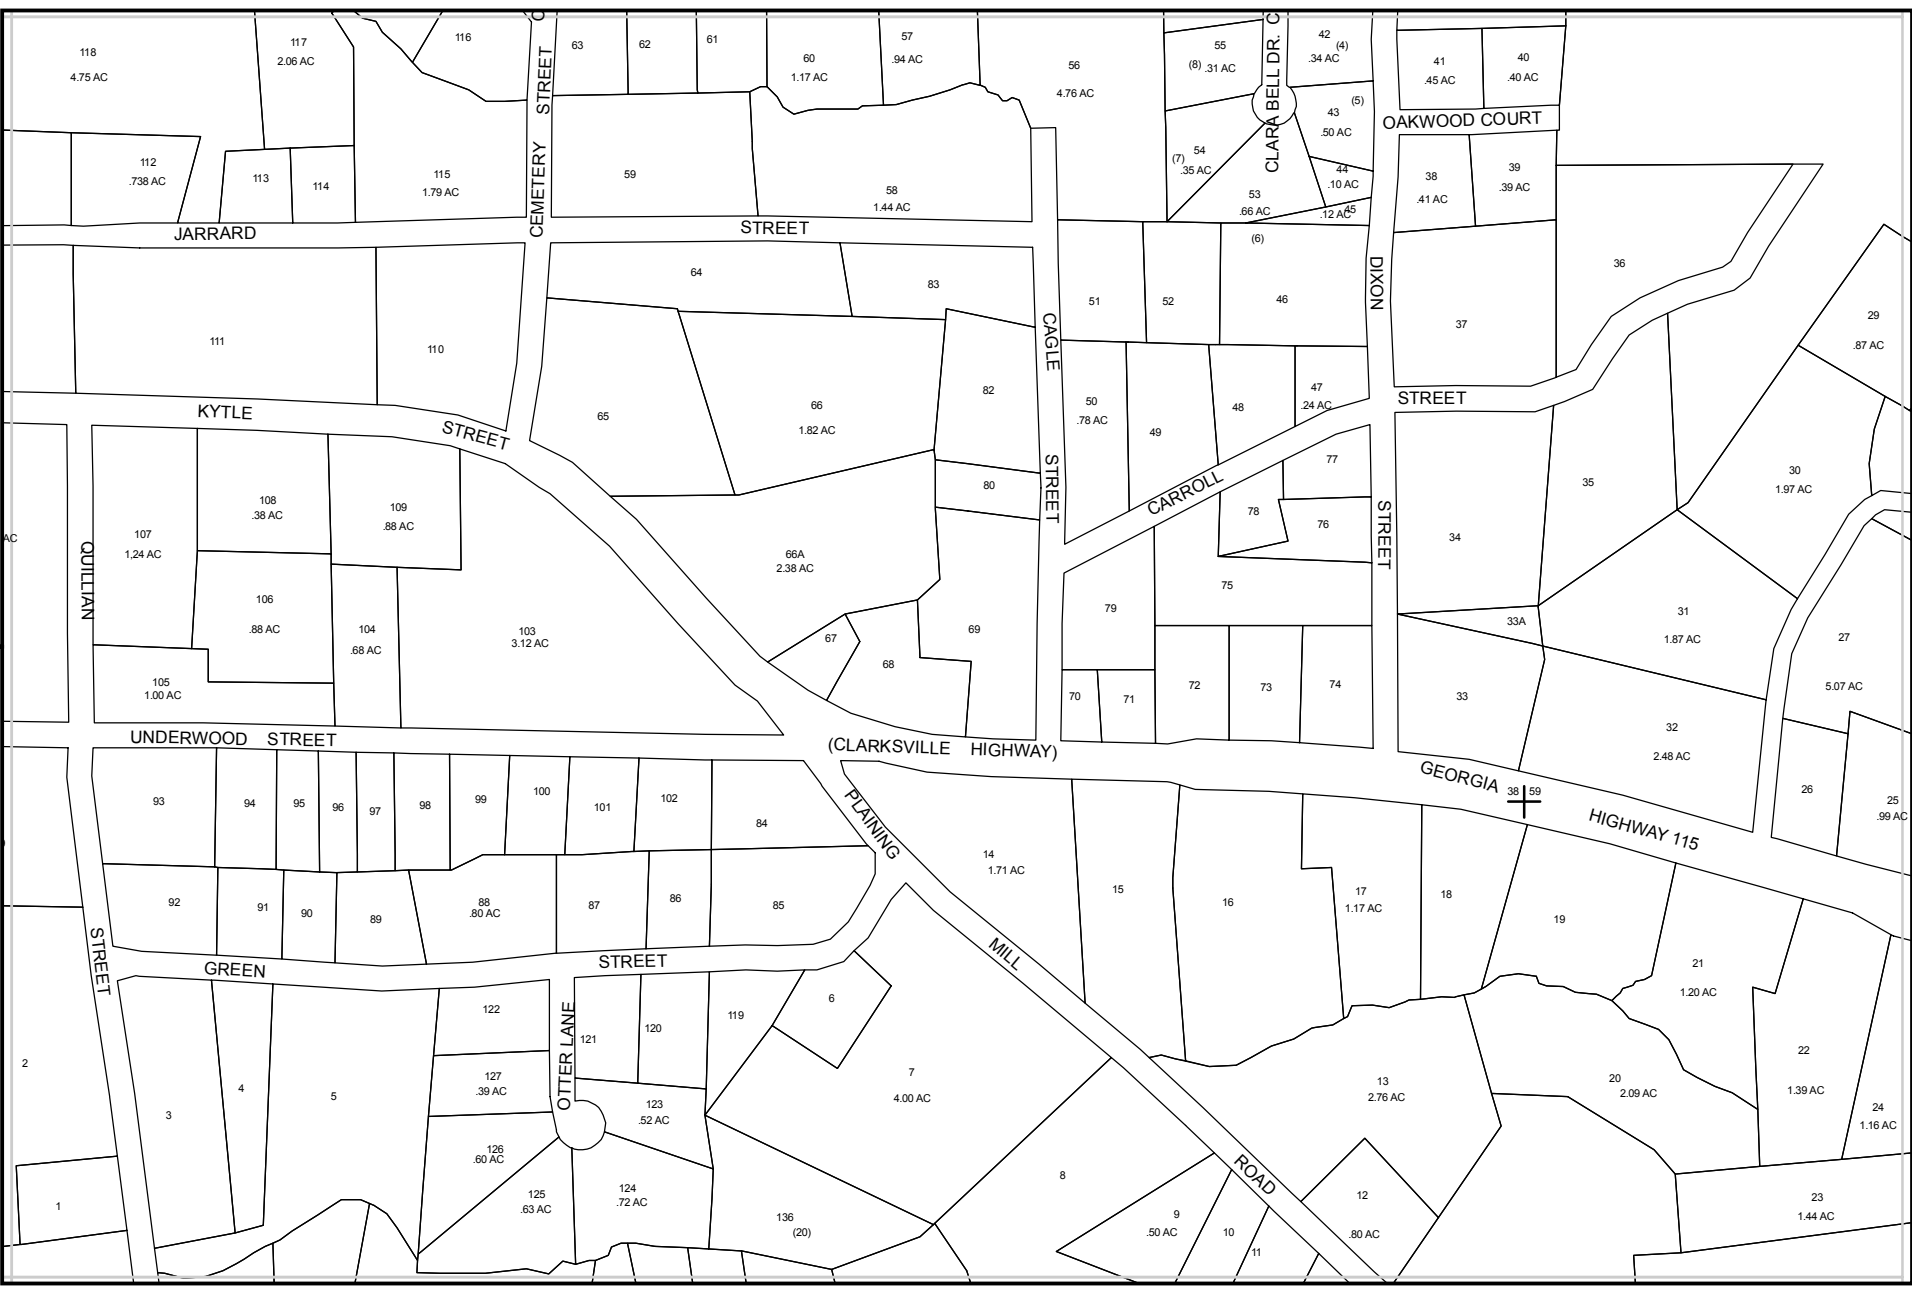 118
4.75 AC
117
2.06 AC
116
CEMETERY STREET
63
62
61
60
1.17 AC
57
.94 AC
56
4.76 AC
55
(8) .31 AC
CLARA BELL DR.
42
(4)
.34 AC
41
.45 AC
40
.40 AC
(5)
43
.50 AC
OAKWOOD COURT
112
.738 AC
113
114
115
1.79 AC
59
58
1.44 AC
54
(7)
.35 AC
53
.66 AC
44
.10 AC
45
.12 AC
38
.41 AC
39
.39 AC
JARRARD STREET
(6)
64
83
51
52
46
DIXON STREET
37
36
29
.87 AC
111
110
CAGLE STREET
65
66
1.82 AC
82
50
.78 AC
49
48
47
.24 AC
STREET
KYTLE STREET
77
80
CARROLL
78
76
35
30
1.97 AC
108
.38 AC
109
.88 AC
107
1,24 AC
AC
QUILLIAN STREET
34
66A
2.38 AC
75
106
.88 AC
104
.68 AC
103
3.12 AC
67
68
69
79
33A
31
1.87 AC
27
5.07 AC
105
1.00 AC
70
71
72
73
74
33
32
2.48 AC
UNDERWOOD STREET
(CLARKSVILLE HIGHWAY)
GEORGIA HIGHWAY 115
38 59
26
25
.99 AC
93
94
95
96
97
98
99
100
101
102
84
PLAINING MILL ROAD
14
1.71 AC
15
16
17
1.17 AC
18
19
92
91
90
89
88
.80 AC
87
86
85
GREEN STREET
21
1.20 AC
6
122
OTTER LANE
121
120
119
2
3
4
5
127
.39 AC
123
.52 AC
7
4.00 AC
13
2.76 AC
20
2.09 AC
22
1.39 AC
24
1.16 AC
126
.60 AC
125
.63 AC
124
.72 AC
136
(20)
8
1
9
.50 AC
10
11
12
.80 AC
23
1.44 AC